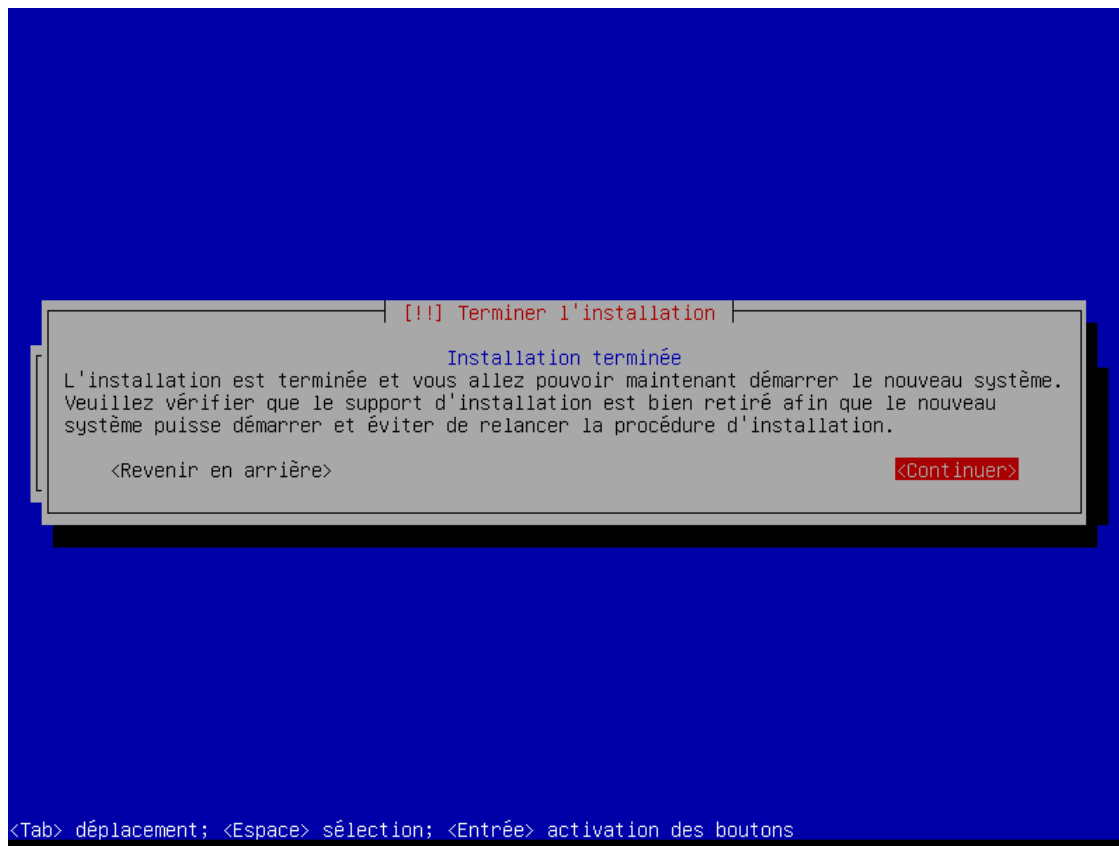 [!!] Terminer l'installation
Installation terminée
L'installation est terminée et vous allez pouvoir maintenant démarrer le nouveau système.
Veuillez vérifier que le support d'installation est bien retiré afin que le nouveau
système puisse démarrer et éviter de relancer la procédure d'installation.
<Revenir en arrière> <Continuer>
<Tab> déplacement; <Espace> sélection; <Entrée> activation des boutons